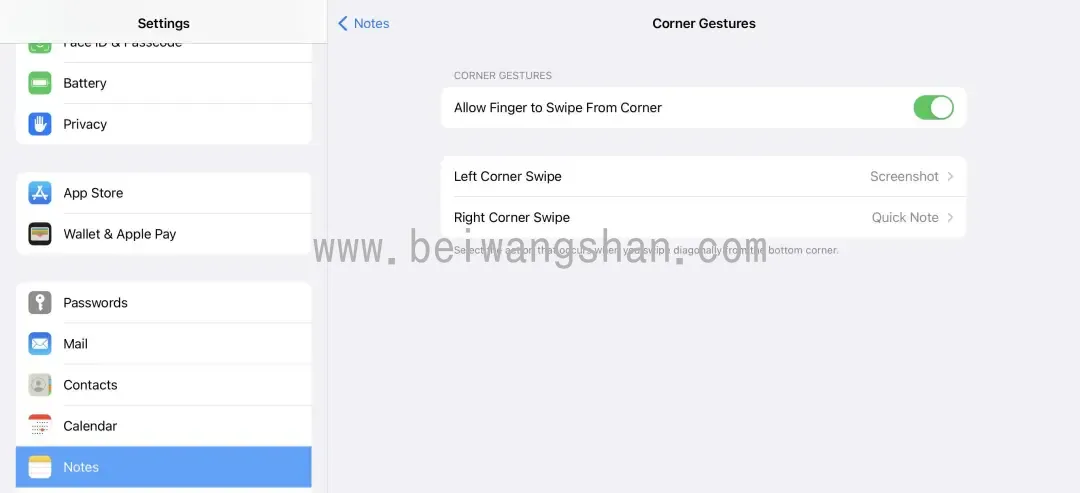 Settings
Face ID & Passcode
Battery
Privacy
App Store
Wallet & Apple Pay
Passwords
Mail
Contacts
Calendar
Notes
Notes
Corner Gestures
CORNER GESTURES
Allow Finger to Swipe From Corner
Left Corner Swipe Screenshot
Right Corner Swipe Quick Note
Select the action that occurs when you swipe diagonally from the bottom corner.
www.beiwangshan.com